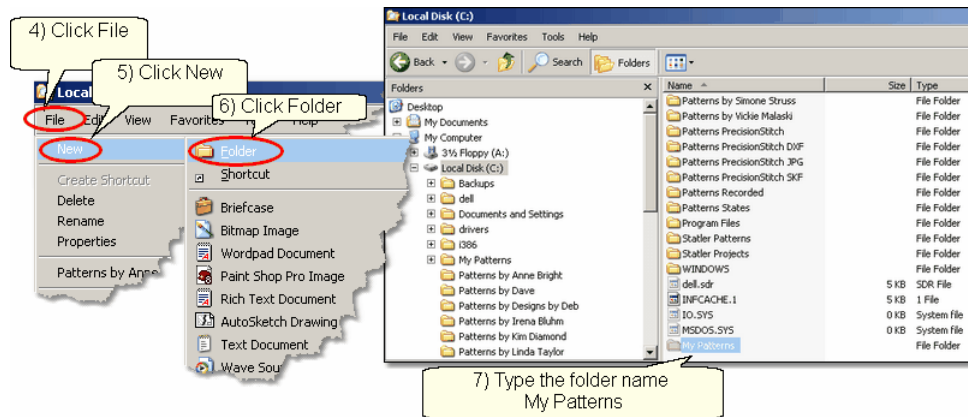 4) Click File
5) Click New
6) Click Folder
Local
File Edit View Favorites Help
New
Create Shortcut
Delete
Rename
Properties
Patterns by Anne
Folder
Shortcut
Briefcase
Bitmap Image
Wordpad Document
Paint Shop Pro Image
Rich Text Document
AutoSketch Drawing
Text Document
Wave Sou
Local Disk (C:)
File Edit View Favorites Tools Help
Back Search Folders
Folders x
Desktop
My Documents
My Computer
3½ Floppy (A:)
Local Disk (C:)
Backups
dell
Documents and Settings
drivers
i386
My Patterns
Patterns by Anne Bright
Patterns by Dave
Patterns by Designs by Deb
Patterns by Irena Bluhm
Patterns by Kim Diamond
Patterns by Linda Taylor
Name Size Type
Patterns by Simone Struss File Folder
Patterns by Vickie Malaski File Folder
Patterns PrecisionStitch DXF File Folder
Patterns PrecisionStitch JPG File Folder
Patterns PrecisionStitch SKF File Folder
Patterns Recorded File Folder
Patterns States File Folder
Program Files File Folder
Statler Patterns File Folder
Statler Projects File Folder
WINDOWS File Folder
dell.sdr 5 KB SDR File
INFCACHE.1 5 KB 1 File
IO.SYS 0 KB System file
MSDOS.SYS 0 KB System file
My Patterns File Folder
7) Type the folder name
My Patterns